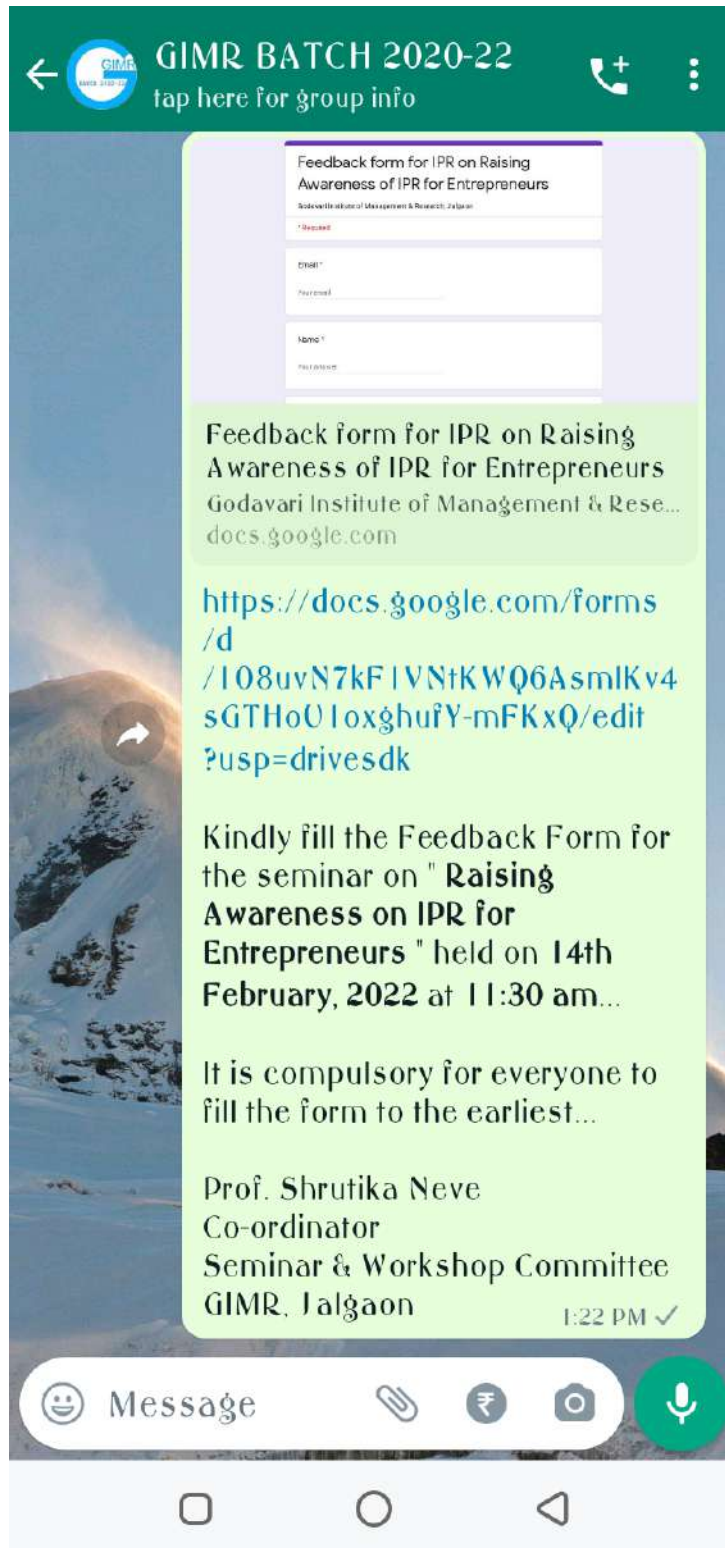 GIMR BATCH 2020-22
tap here for group info
Feedback form for IPR on Raising
Awareness of IPR for Entrepreneurs
Godavari Institute of Management & Research, Jalgaon
* Required
Email *
Your email
Name *
Your answer
Feedback form for IPR on Raising
Awareness of IPR for Entrepreneurs
Godavari Institute of Management & Rese...
docs.google.com
https://docs.google.com/forms
/d
/108uvN7kF1VNtKWQ6AsmlKv4
sGTHoU1oxghufY-mFKxQ/edit
?usp=drivesdk
Kindly fill the Feedback Form for
the seminar on " Raising
Awareness on IPR for
Entrepreneurs " held on 14th
February, 2022 at 11:30 am...
It is compulsory for everyone to
fill the form to the earliest...
Prof. Shrutika Neve
Co-ordinator
Seminar & Workshop Committee
GIMR, Jalgaon
1:22 PM
Message